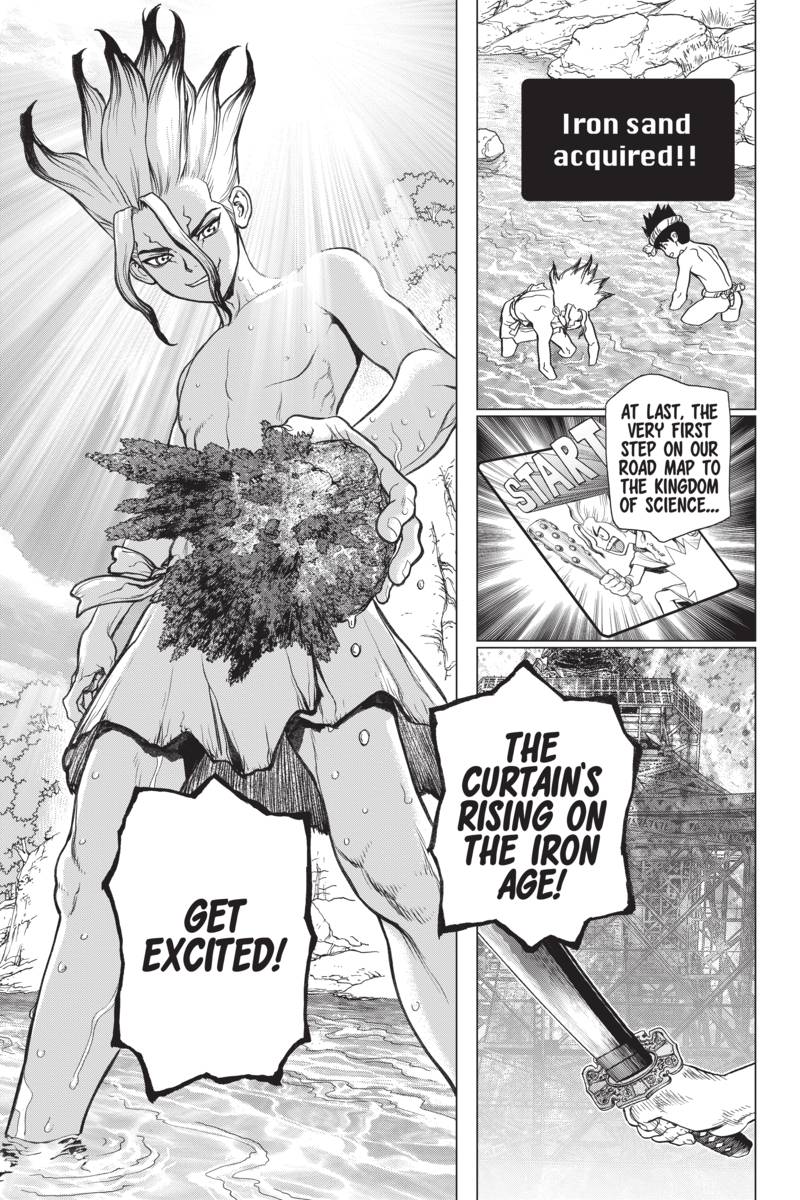 Iron sand
acquired!!
AT LAST, THE
VERY FIRST
STEP ON OUR
ROAD MAP TO
THE KINGDOM
OF SCIENCE...
START
THE
CURTAIN'S
RISING ON
THE IRON
AGE!
GET
EXCITED!